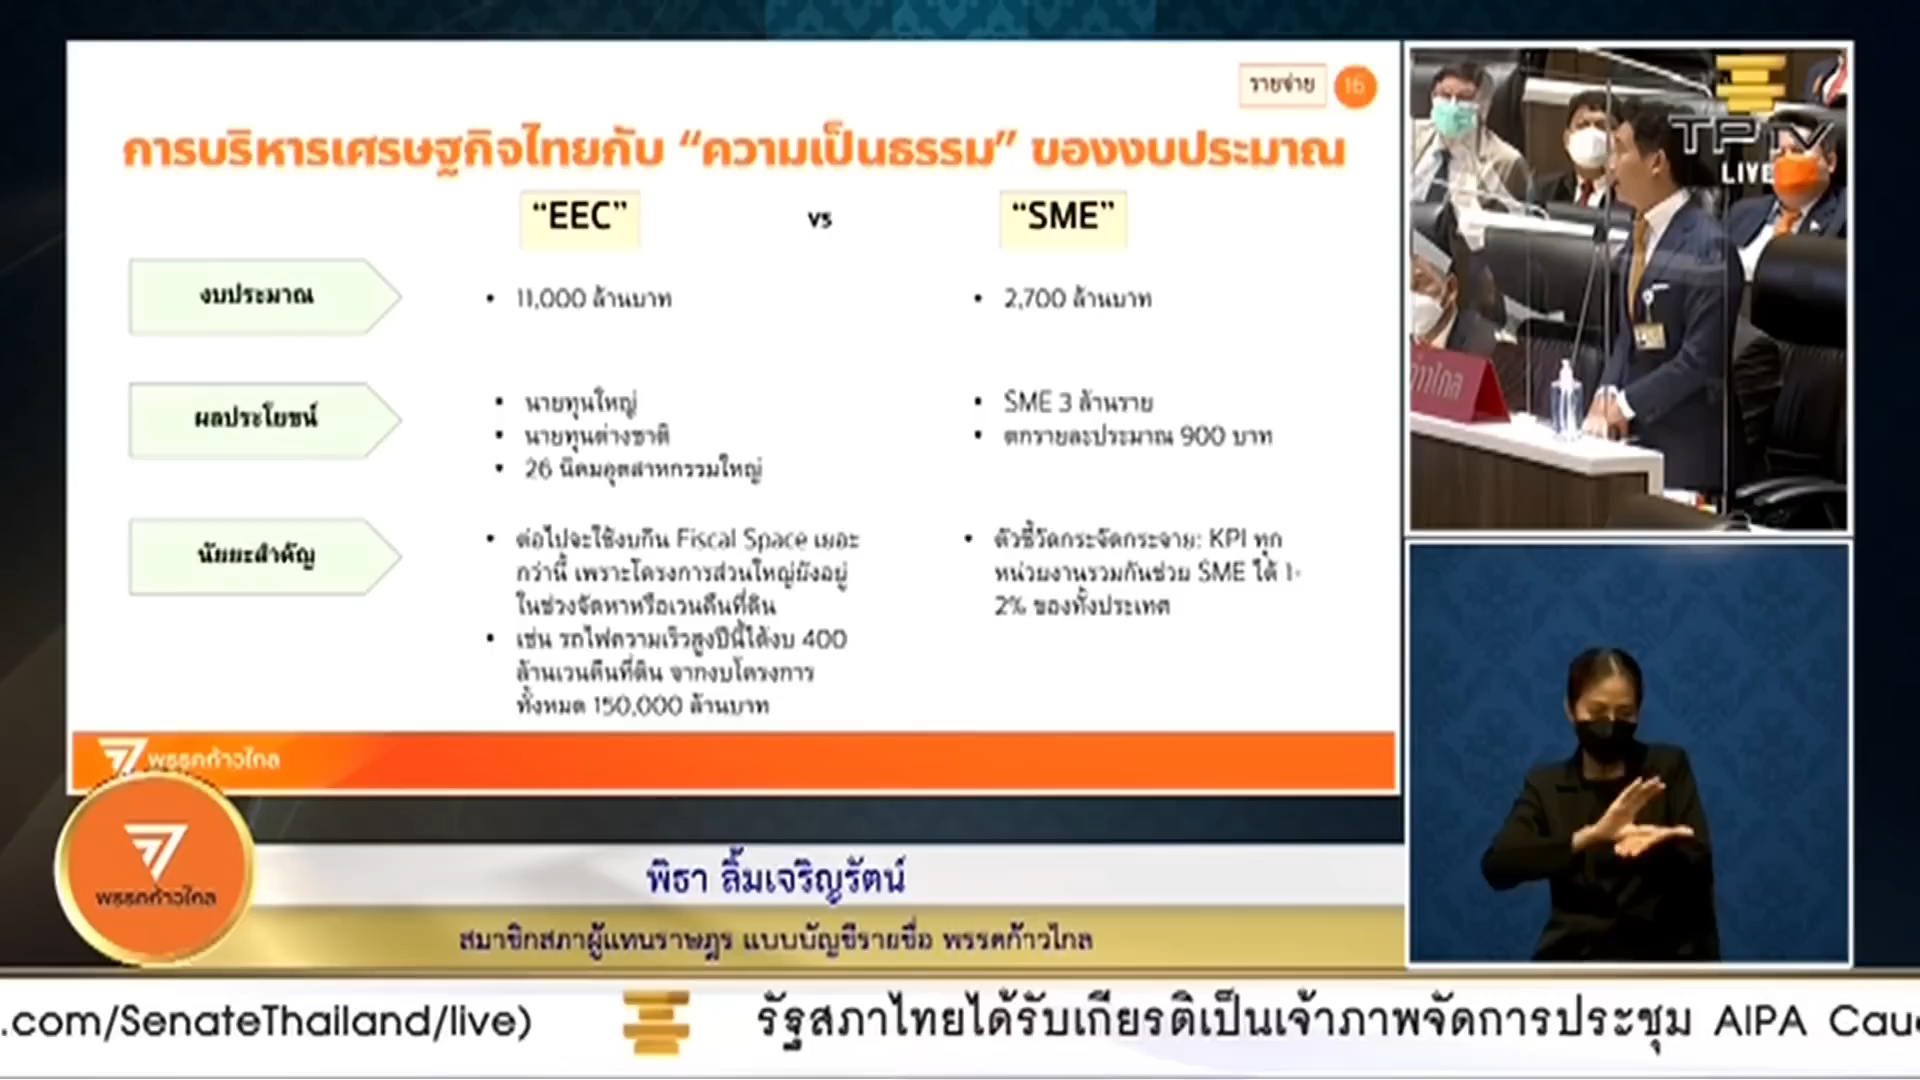 รายจ่าย 16
การบริหารเศรษฐกิจไทยกับ “ความเป็นธรรม” ของงบประมาณ
“EEC” vs “SME”
งบประมาณ
• 11,000 ล้านบาท
• 2,700 ล้านบาท
ผลประโยชน์
• นายทุนใหญ่
• นายทุนต่างชาติ
• 26 นิคมอุตสาหกรรมใหญ่
• SME 3 ล้านราย
• ตกรายละประมาณ 900 บาท
นัยยะสำคัญ
• ต่อไปจะใช้งบกิน Fiscal Space เยอะ
กว่านี้ เพราะโครงการส่วนใหญ่ยังอยู่
ในช่วงจัดหาหรือเวนคืนที่ดิน
• เช่น รถไฟความเร็วสูงปีนี้ได้งบ 400
ล้านเวนคืนที่ดิน จากงบโครงการ
ทั้งหมด 150,000 ล้านบาท
• ตัวชี้วัดกระจัดกระจาย: KPI ทุก
หน่วยงานรวมกันช่วย SME ได้ 1-
2% ของทั้งประเทศ
พรรคก้าวไกล
TPTV
LIVE
ก้าวไกล
พรรคก้าวไกล
พิธา ลิ้มเจริญรัตน์
สมาชิกสภาผู้แทนราษฎร แบบบัญชีรายชื่อ พรรคก้าวไกล
.com/SenateThailand/live) รัฐสภาไทยได้รับเกียรติเป็นเจ้าภาพจัดการประชุม AIPA Cauc